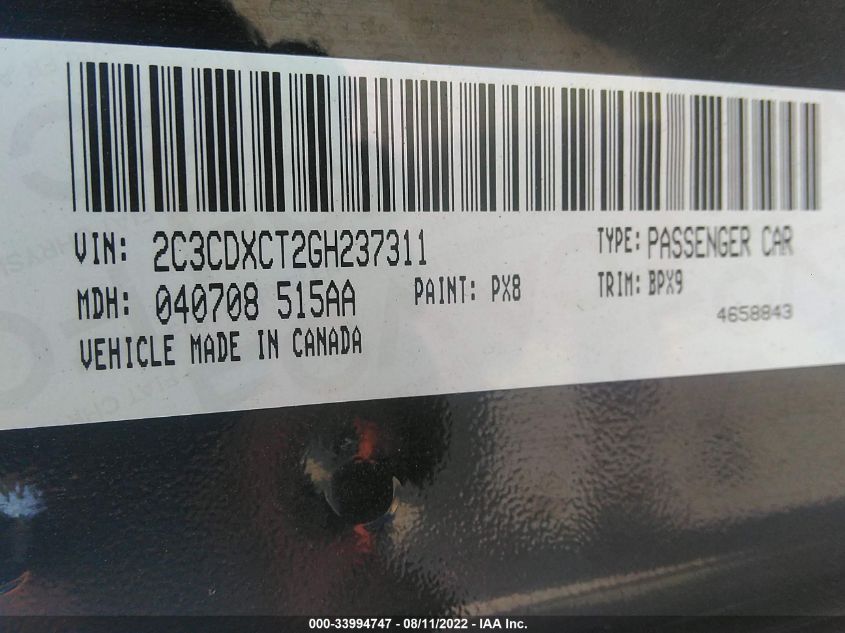 VIN: 2C3CDXCT2GH237311 TYPE: PASSENGER CAR
MDH: 040708 515AA PAINT: PX8 TRIM: BPX9
4658843
VEHICLE MADE IN CANADA
000-33994747 - 08/11/2022 - IAA Inc.